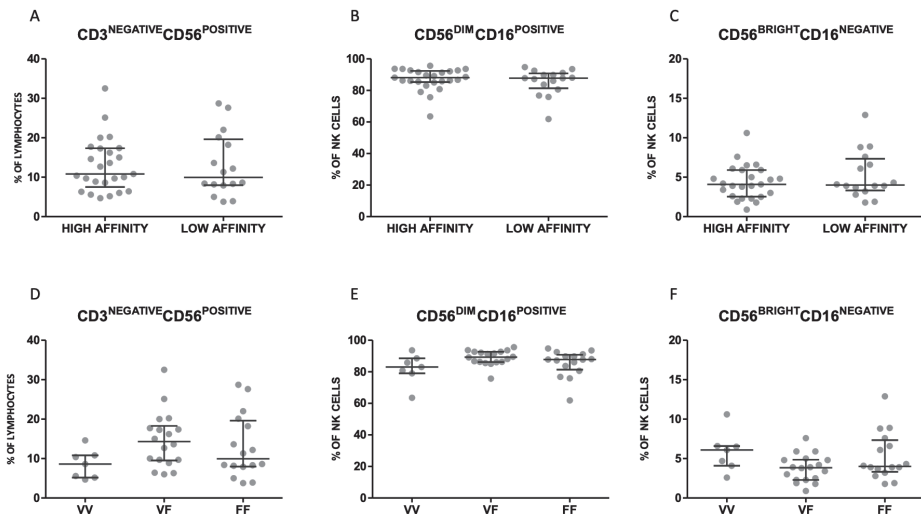 A
CD3NEGATIVECD56POSITIVE
% OF LYMPHOCYTES
40
30
20
10
0
HIGH AFFINITY LOW AFFINITY
B
CD56DIMCD16POSITIVE
% OF NK CELLS
100
80
60
40
20
0
HIGH AFFINITY LOW AFFINITY
C
CD56BRIGHTCD16NEGATIVE
% OF NK CELLS
20
15
10
5
0
HIGH AFFINITY LOW AFFINITY
D
CD3NEGATIVECD56POSITIVE
% OF LYMPHOCYTES
40
30
20
10
0
VV VF FF
E
CD56DIMCD16POSITIVE
% OF NK CELLS
100
80
60
40
20
0
VV VF FF
F
CD56BRIGHTCD16NEGATIVE
% OF NK CELLS
20
15
10
5
0
VV VF FF